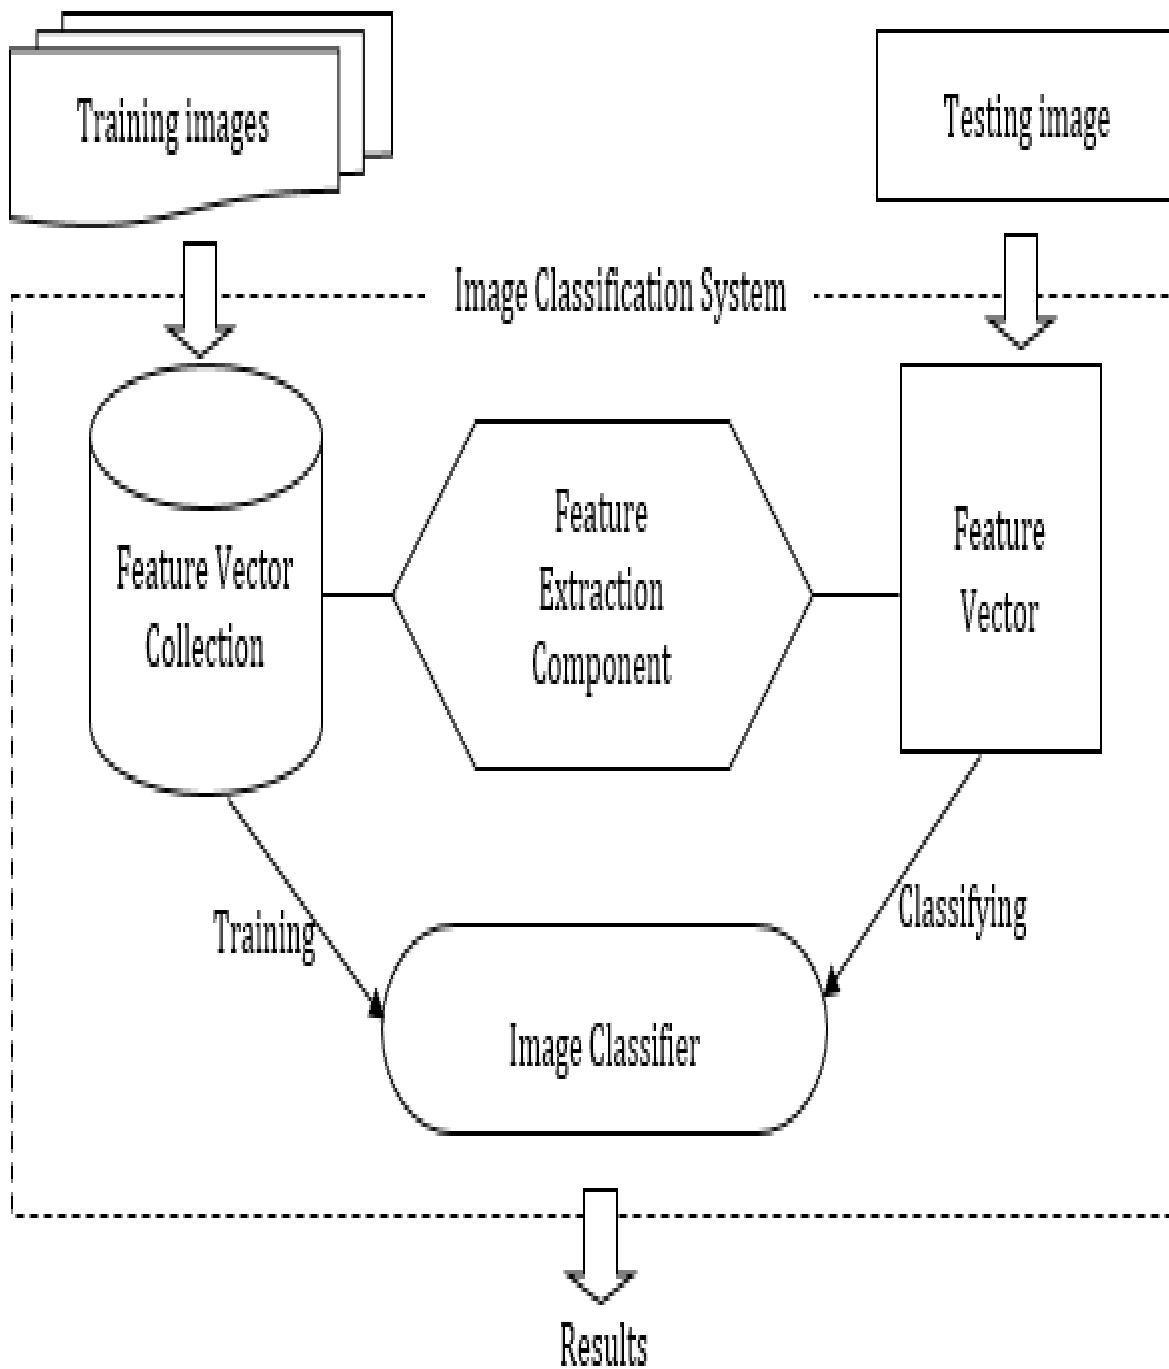 Training images
Testing image
Image Classification System
Feature Vector
Collection
Feature
Extraction
Component
Feature
Vector
Training
Classifying
Image Classifier
Results